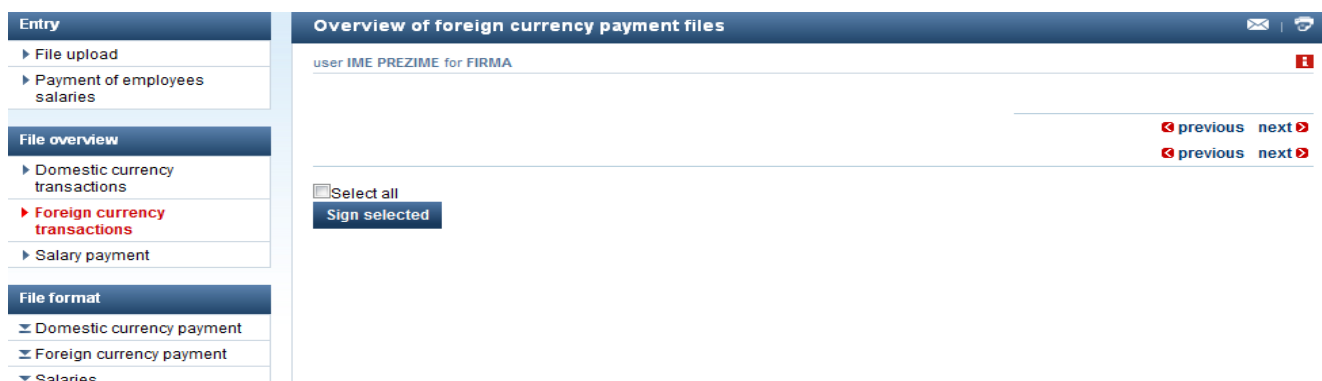 Entry
File upload
Payment of employees
salaries
File overview
Domestic currency
transactions
Foreign currency
transactions
Salary payment
File format
Domestic currency payment
Foreign currency payment
Salaries
Overview of foreign currency payment files
user IME PREZIME for FIRMA
previous next
previous next
Select all
Sign selected